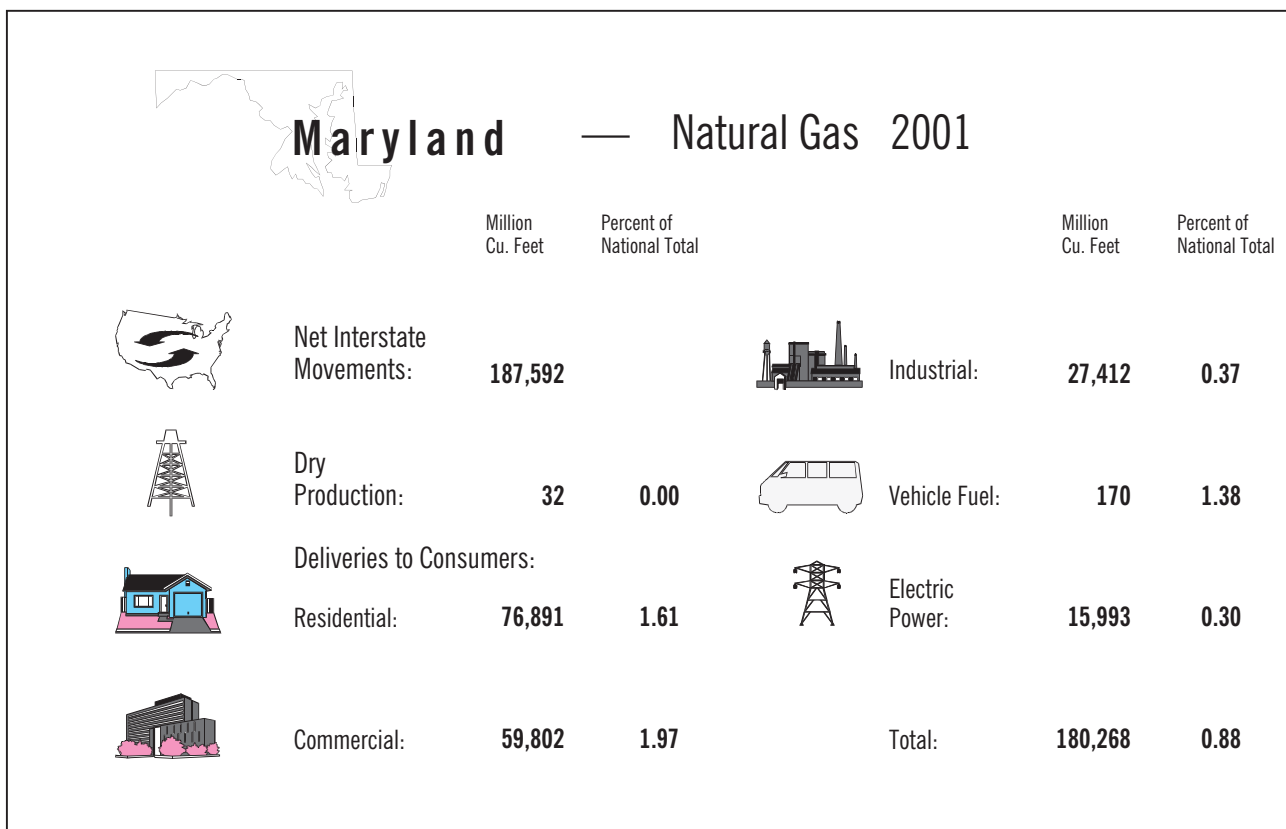 Maryland — Natural Gas 2001
Million
Cu. Feet
Percent of
National Total
Net Interstate
Movements: 187,592
Dry
Production: 32 0.00
Deliveries to Consumers:
Residential: 76,891 1.61
Commercial: 59,802 1.97
Million
Cu. Feet
Percent of
National Total
Industrial: 27,412 0.37
Vehicle Fuel: 170 1.38
Electric
Power: 15,993 0.30
Total: 180,268 0.88